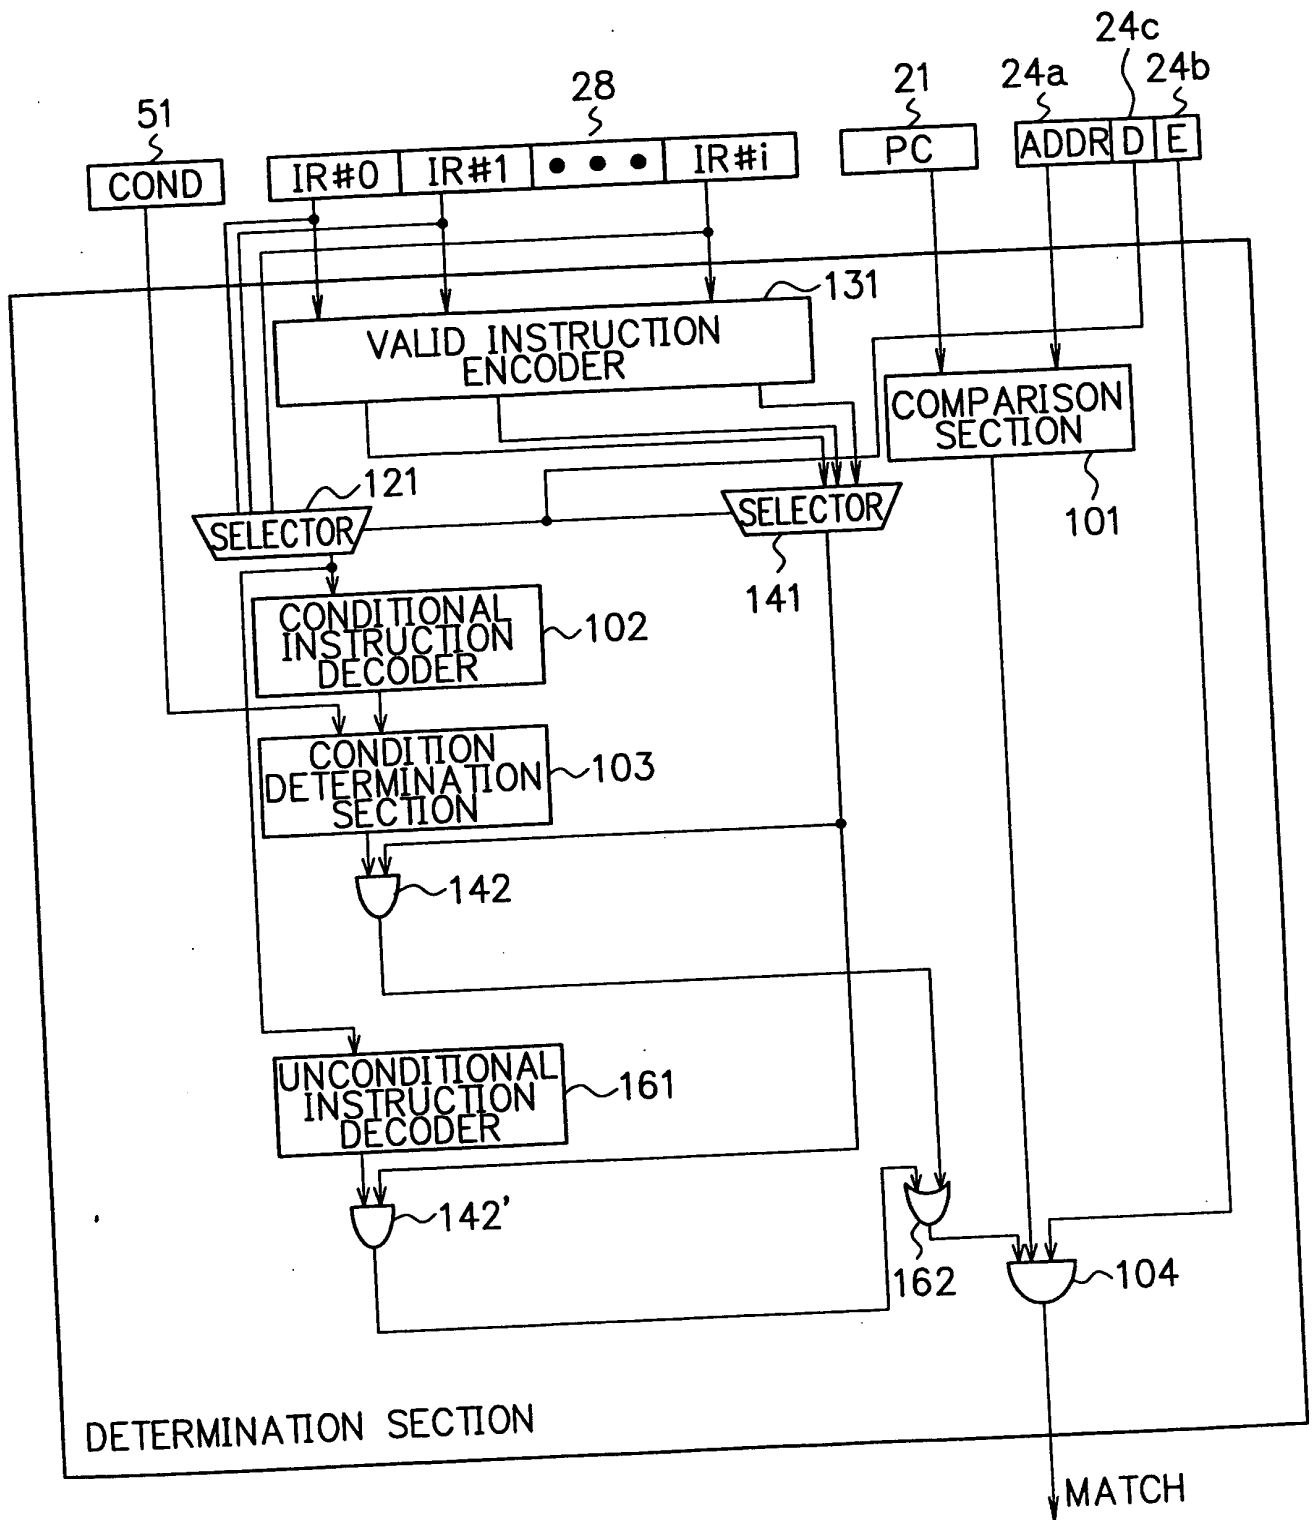 24c
24a
24b
21
28
51
COND
IR#0
IR#1
IR#i
PC
ADDR
D
E
131
VALID INSTRUCTION
ENCODER
COMPARISON
SECTION
121
SELECTOR
SELECTOR
101
141
CONDITIONAL
INSTRUCTION
DECODER
102
CONDITION
DETERMINATION
SECTION
103
142
UNCONDITIONAL
INSTRUCTION
DECODER
161
142'
162
104
DETERMINATION SECTION
MATCH